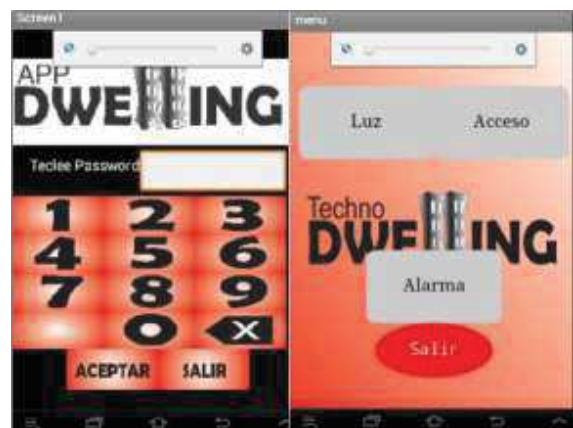 Screen1
APP
DWELLING
Teclee Password
1 2 3
4 5 6
7 8 9
0 X
ACEPTAR SALIR
menu
Luz Acceso
Techno
DWELLING
Alarma
Salir